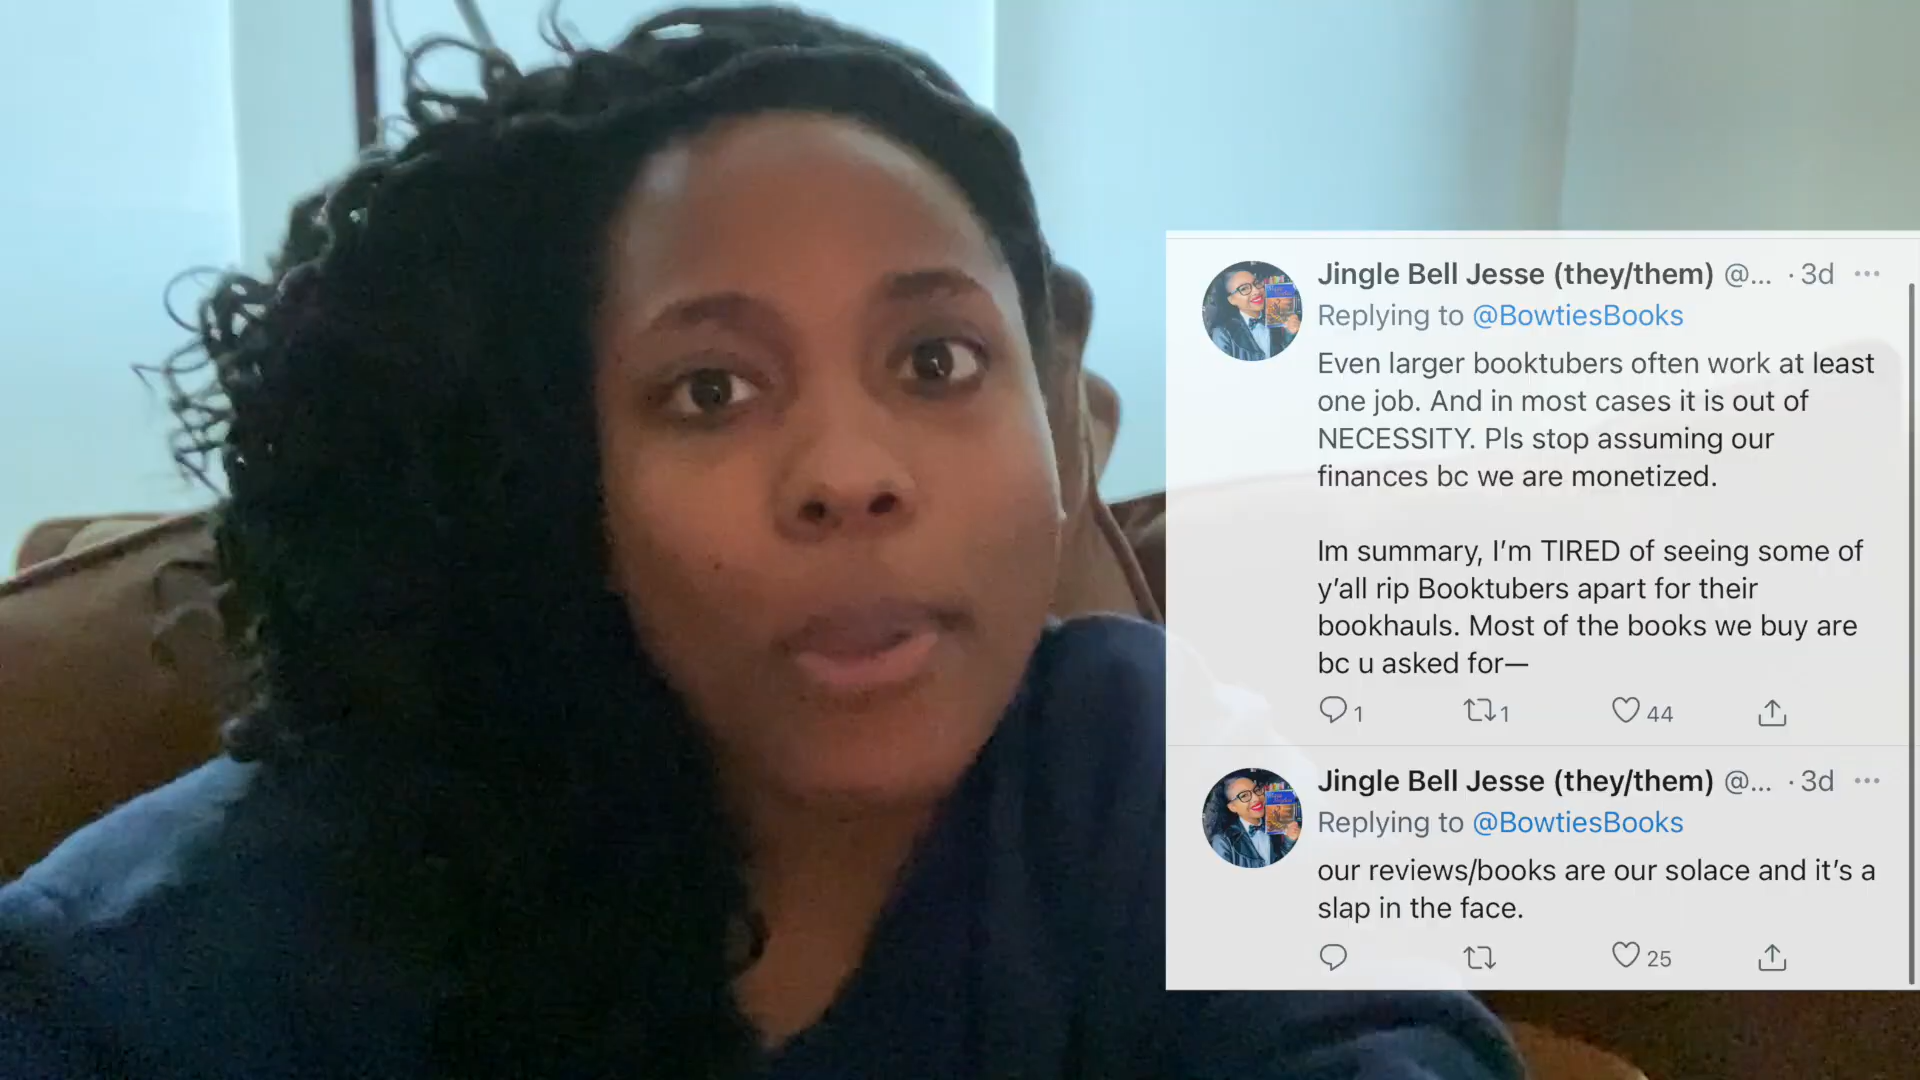 Jingle Bell Jesse (they/them) @... · 3d
Replying to @BowtiesBooks
Even larger booktubers often work at least
one job. And in most cases it is out of
NECESSITY. Pls stop assuming our
finances bc we are monetized.
Im summary, I'm TIRED of seeing some of
y'all rip Booktubers apart for their
bookhauls. Most of the books we buy are
bc u asked for—
1 1 44
Jingle Bell Jesse (they/them) @... · 3d
Replying to @BowtiesBooks
our reviews/books are our solace and it's a
slap in the face.
25